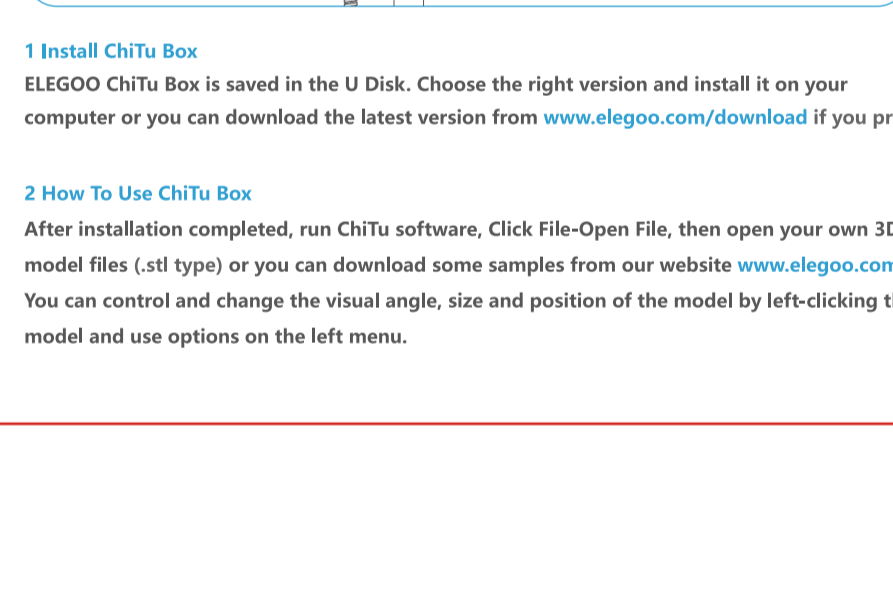 1 Install ChiTu Box
ELEGOO ChiTu Box is saved in the U Disk. Choose the right version and install it on your
computer or you can download the latest version from www.elegoo.com/download if you
2 How To Use ChiTu Box
After installation completed, run ChiTu software, Click File-Open File, then open your own
model files (.stl type) or you can download some samples from our website www.elegoo.com
You can control and change the visual angle, size and position of the model by left-clicking
model and use options on the left menu.